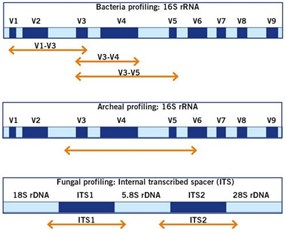 Bacteria profiling: 16S rRNA
V1 V2 V3 V4 V5 V6 V7 V8 V9
V1-V3
V3-V4
V3-V5
Archeal profiling: 16S rRNA
V1 V2 V3 V4 V5 V6 V7 V8 V9
Fungal profiling: Internal transcribed spacer (ITS)
18S rDNA ITS1 5.8S rDNA ITS2 28S rDNA
ITS1 ITS2